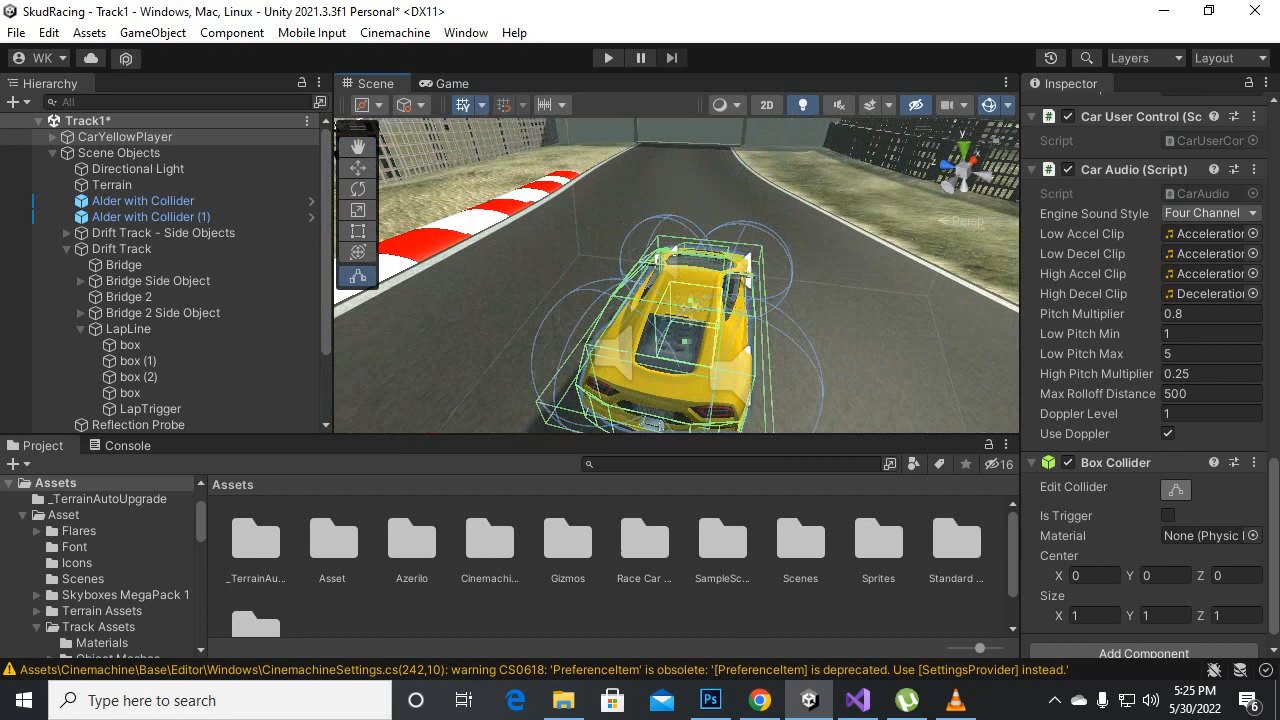 SkudRacing - Track1 - Windows, Mac, Linux - Unity 2021.3.3f1 Personal* <DX11>
File Edit Assets GameObject Component Mobile Input Cinemachine Window Help
WK Layers Layout
Hierarchy
All
Track1*
CarYellowPlayer
Scene Objects
Directional Light
Terrain
Alder with Collider
Alder with Collider (1)
Drift Track - Side Objects
Drift Track
Bridge
Bridge Side Object
Bridge 2
Bridge 2 Side Object
LapLine
box
box (1)
box (2)
box
LapTrigger
Reflection Probe
Scene Game
2D
Persp
Inspector
Car User Control (Sc
Script CarUserCon
Car Audio (Script)
Script CarAudio
Engine Sound Style Four Channel
Low Accel Clip Acceleration
Low Decel Clip Acceleration
High Accel Clip Acceleration
High Decel Clip Deceleration
Pitch Multiplier 0.8
Low Pitch Min 1
Low Pitch Max 5
High Pitch Multiplier 0.25
Max Rolloff Distance 500
Doppler Level 1
Use Doppler
Box Collider
Edit Collider
Is Trigger
Material None (Physic
Center
X 0 Y 0 Z 0
Size
X 1 Y 1 Z 1
Add Component
Project Console
16
Assets
_TerrainAutoUpgrade
Asset
Flares
Font
Icons
Scenes
Skyboxes MegaPack 1
Terrain Assets
Track Assets
Materials
Object Meshes
Assets
_TerrainAu... Asset Azerilo Cinemachi... Gizmos Race Car ... SampleSc... Scenes Sprites Standard ...
Assets\Cinemachine\Base\Editor\Windows\CinemachineSettings.cs(242,10): warning CS0618: 'PreferenceItem' is obsolete: '[PreferenceItem] is deprecated. Use [SettingsProvider] instead.'
Type here to search
Ps
5:25 PM
5/30/2022